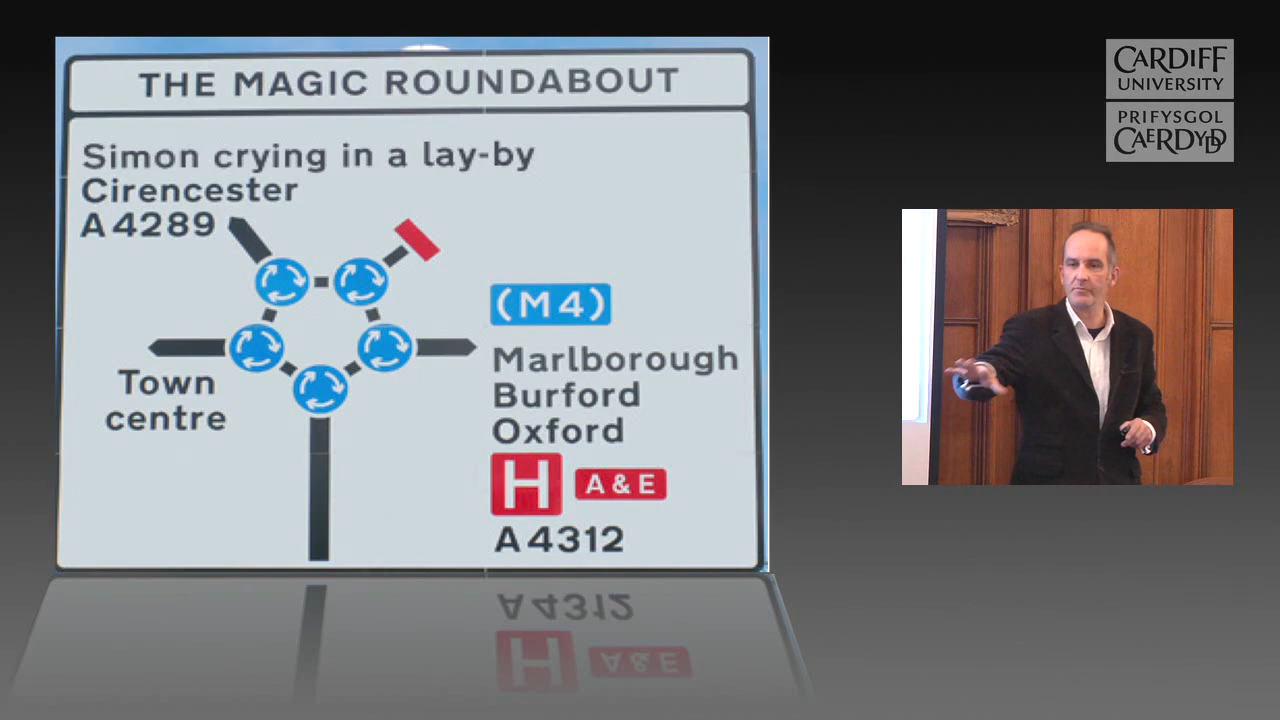 THE MAGIC ROUNDABOUT
Simon crying in a lay-by
Cirencester
A4289
(M4)
Marlborough
Burford
Oxford
H A & E
A4312
Town
centre
A4312
H A & E
CARDIFF
UNIVERSITY
PRIFYSGOL
CAERDYDD